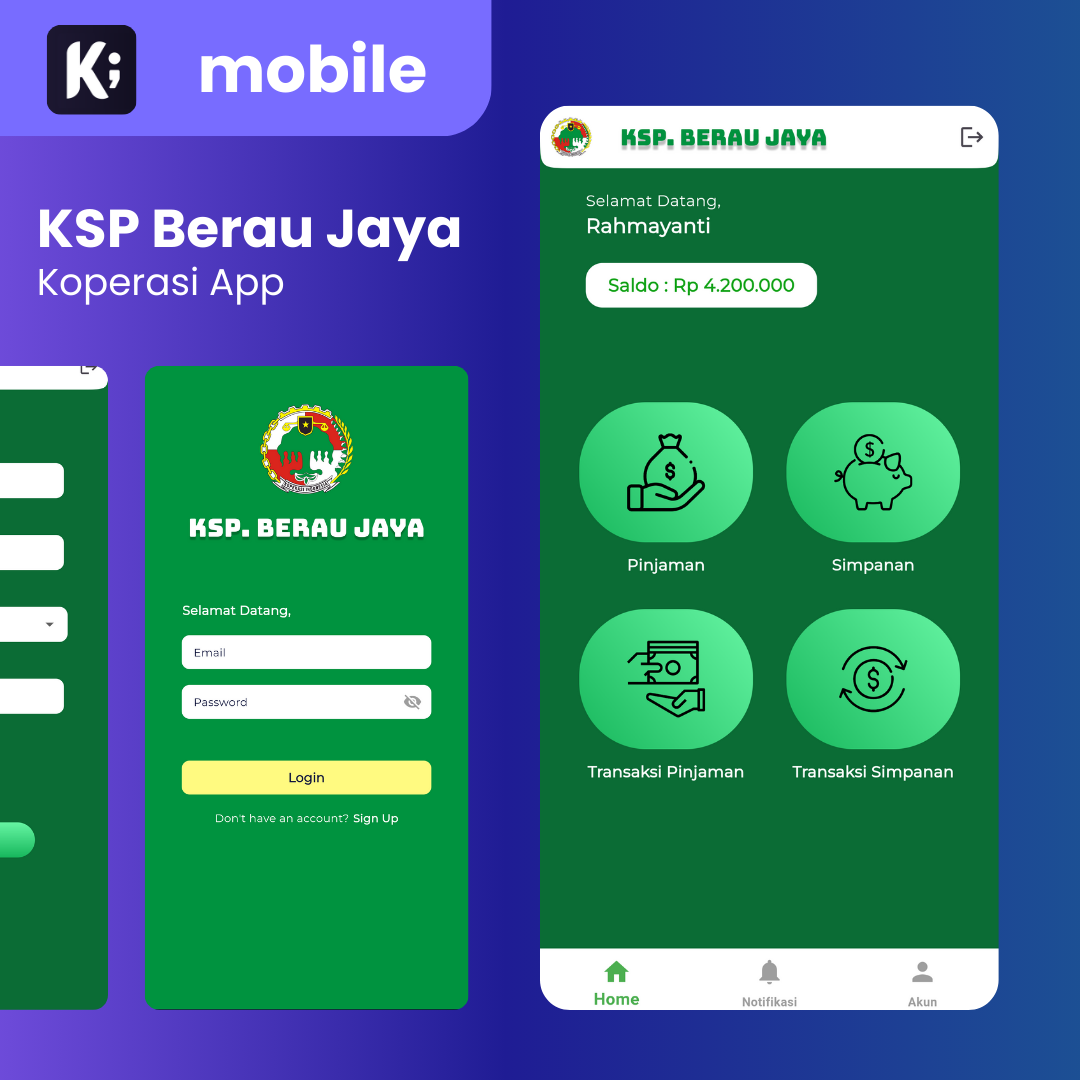 K;
mobile
KSP Berau Jaya
Koperasi App
KSP. BERAU JAYA
Selamat Datang,
Email
Password
Login
Don't have an account? Sign Up
KSP. BERAU JAYA
Selamat Datang,
Rahmayanti
Saldo : Rp 4.200.000
Pinjaman
Simpanan
Transaksi Pinjaman
Transaksi Simpanan
Home
Notifikasi
Akun